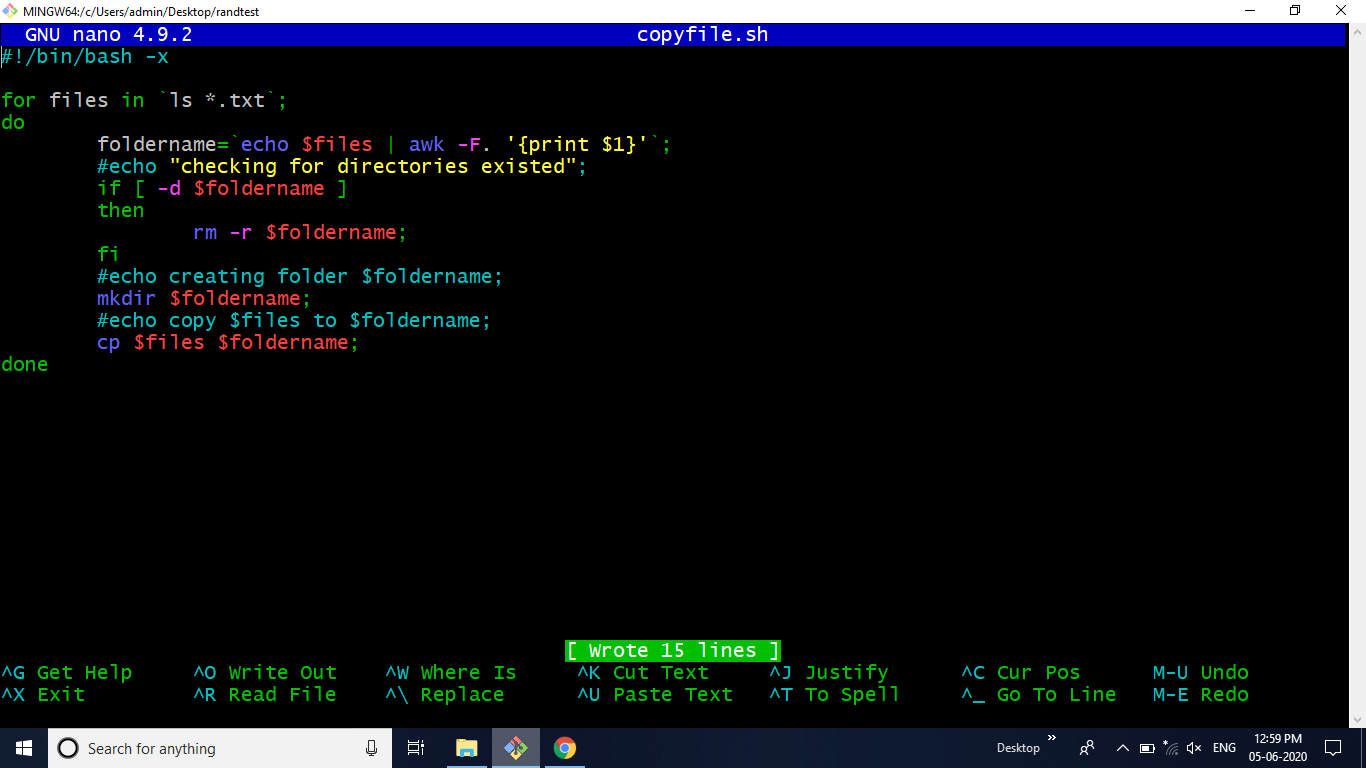 MINGW64:/c/Users/admin/Desktop/randtest
GNU nano 4.9.2 copyfile.sh
#!/bin/bash -x
for files in `ls *.txt`;
do
foldername=`echo $files | awk -F. '{print $1}'`;
#echo "checking for directories existed";
if [ -d $foldername ]
then
rm -r $foldername;
fi
#echo creating folder $foldername;
mkdir $foldername;
#echo copy $files to $foldername;
cp $files $foldername;
done
[ Wrote 15 lines ]
^G Get Help ^O Write Out ^W Where Is ^K Cut Text ^J Justify ^C Cur Pos M-U Undo
^X Exit ^R Read File ^\ Replace ^U Paste Text ^T To Spell ^_ Go To Line M-E Redo
Search for anything Desktop » ENG 12:59 PM
05-06-2020